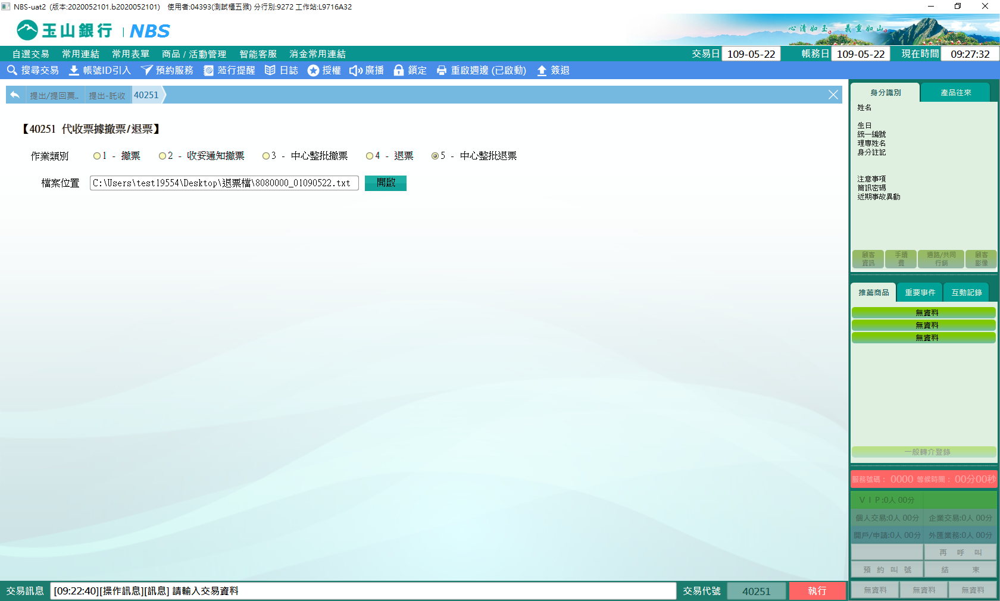 NBS-uat2 (版本:2020052101.b2020052101) 使用者:04393(測試櫃五猴) 分行別:9272 工作站:L9716A32
玉山銀行 | NBS
心清如玉。 義重如山。
自選交易 常用連結 常用表單 商品 / 活動管理 智能客服 消金常用連結 交易日 109-05-22 帳務日 109-05-22 現在時間 09:27:32
搜尋交易 帳號ID引入 預約服務 蒞行提醒 日誌 授權 廣播 鎖定 重啟週邊 (已啟動) 簽退
提出/提回票.. 提出-託收 40251
【40251 代收票據撤票/退票】
作業類別 1 - 撤票 2 - 收妥通知撤票 3 - 中心整批撤票 4 - 退票 5 - 中心整批退票
檔案位置 C:\Users\test19554\Desktop\退票檔\8080000_01090522.txt 開啟
身分識別 產品往來
姓名
生日
統一編號
理專姓名
身分註記
注意事項
簡訊密碼
近期事故異動
顧客資訊 手續費 通路/共同行銷 顧客影像
推薦商品 重要事件 互動記錄
無資料
無資料
無資料
一般轉介登錄
服務號碼： 0000 等候時間： 00分00秒
ＶＩＰ:0人 00分
個人交易:0人 00分 企業交易:0人 00分
開戶/申請:0人 00分 外匯業務:0人 00分
再 呼 叫
預 約 叫 號 結 束
無資料 無資料 無資料
交易訊息 [09:22:40][操作訊息][訊息] 請輸入交易資料 交易代號 40251 執行